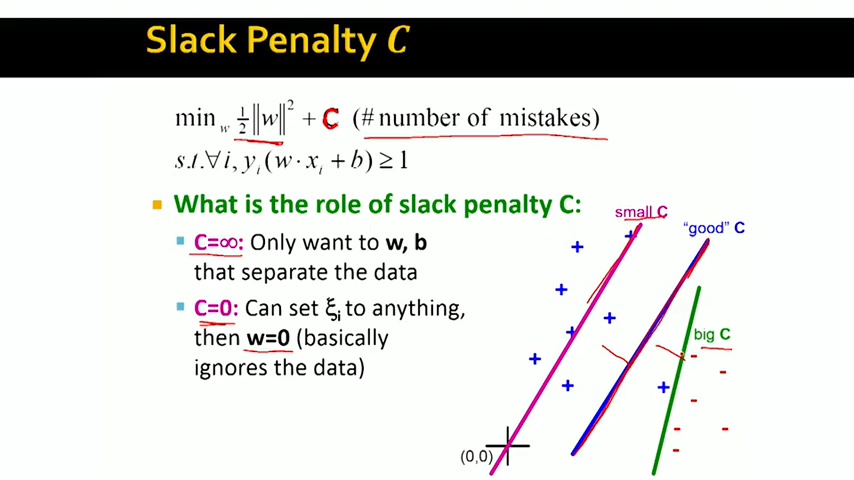 Slack Penalty C
min_w ½‖w‖² + C (# number of mistakes)
s.t.∀i, y_i(w · x_i + b) ≥ 1
What is the role of slack penalty C:
C=∞: Only want to w, b
that separate the data
C=0: Can set ξ_i to anything,
then w=0 (basically
ignores the data)
small C
"good" C
big C
(0,0)